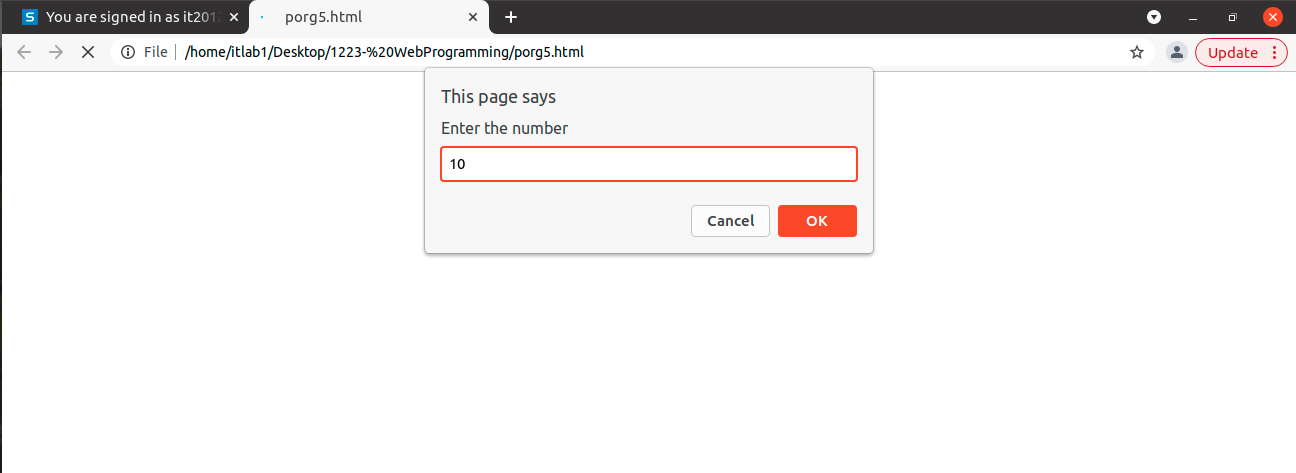 S You are signed in as it201
porg5.html
File /home/itlab1/Desktop/1223-%20WebProgramming/porg5.html
Update
This page says
Enter the number
10
Cancel OK